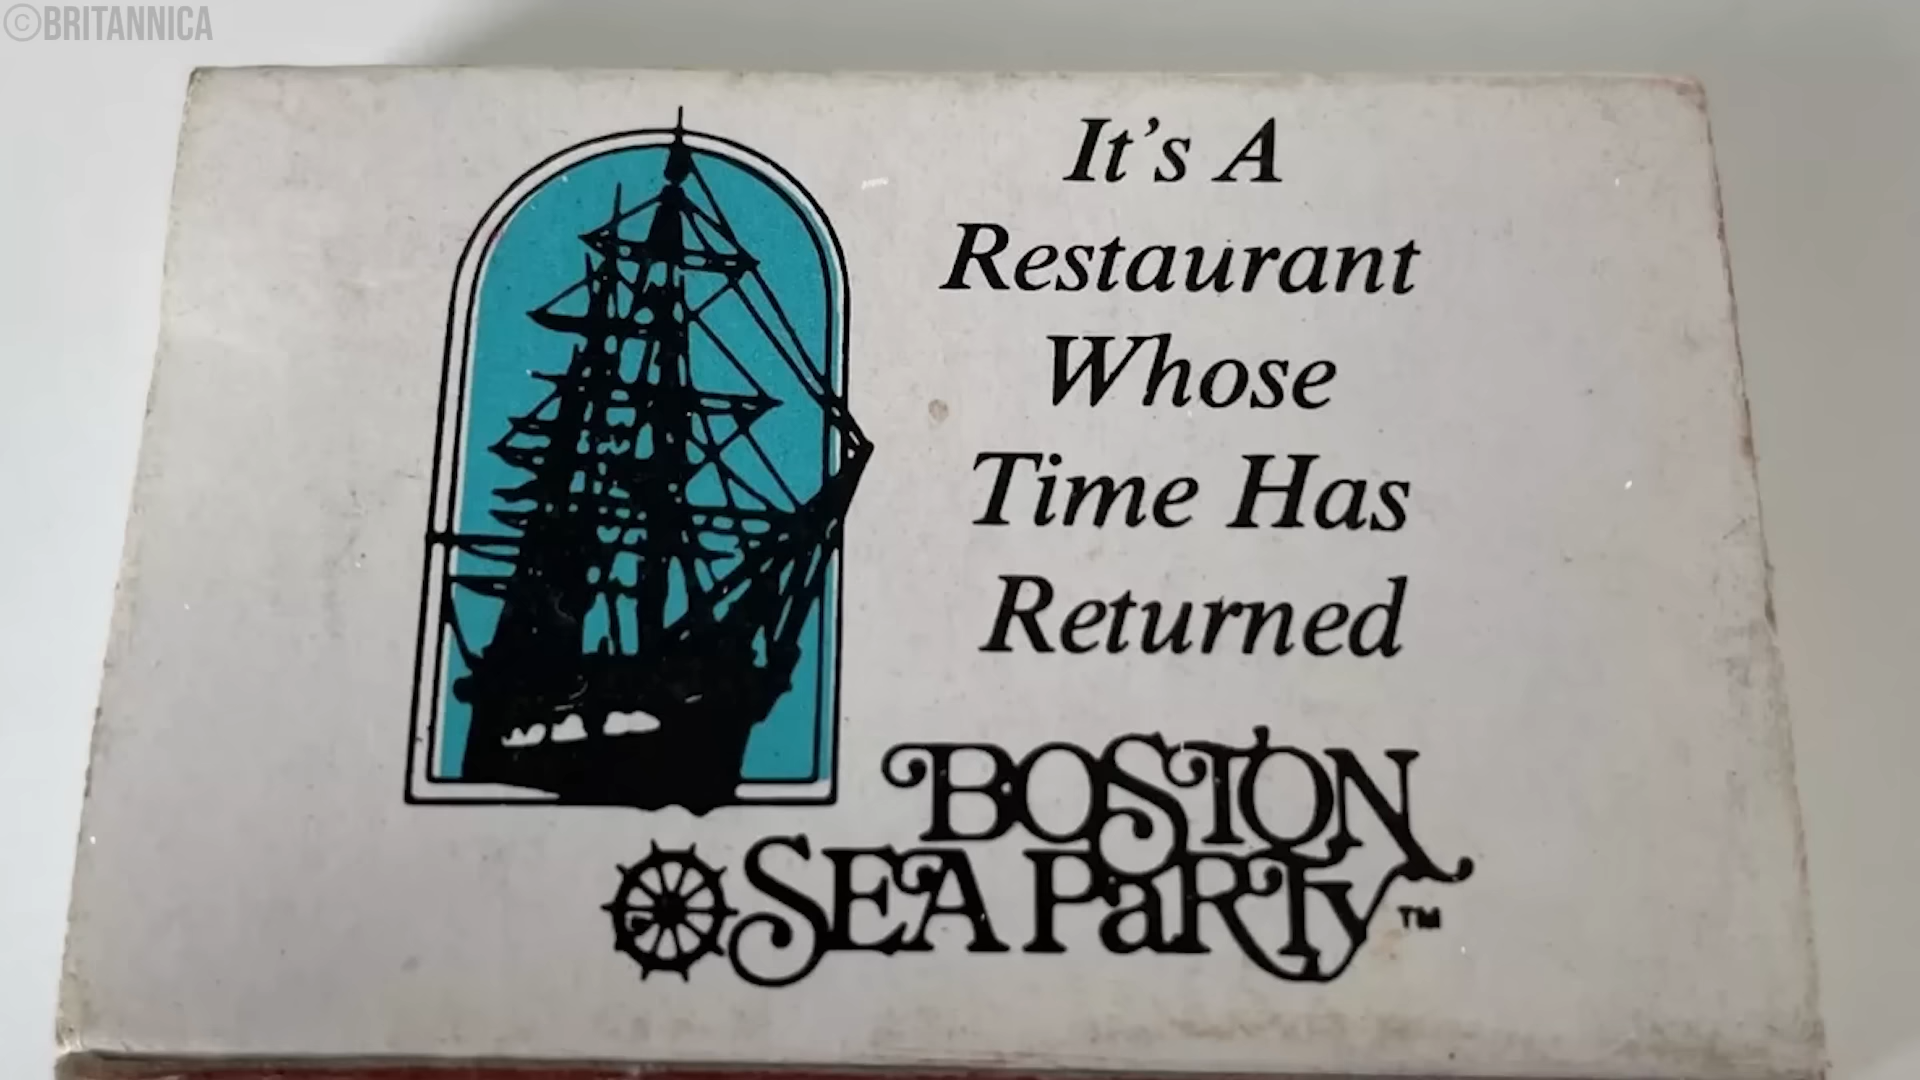 ©BRITANNICA
It's A
Restaurant
Whose
Time Has
Returned
BOSTON
SEA PaRTy™